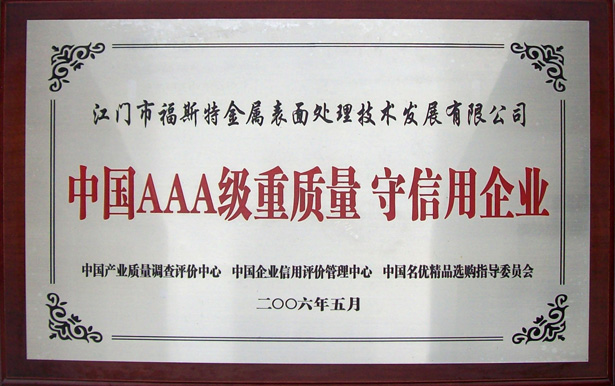 江门市福斯特金属表面处理技术发展有限公司
中国AAA级重质量 守信用企业
中国产业质量调查评价中心 中国企业信用评价管理中心 中国名优精品选购指导委员会
二〇〇六年五月